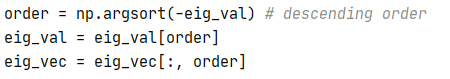 order = np.argsort(-eig_val) # descending order
eig_val = eig_val[order]
eig_vec = eig_vec[:, order]